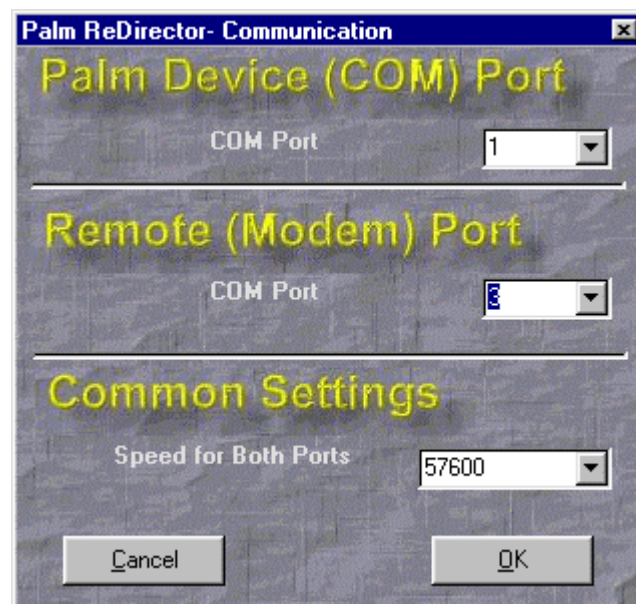 Palm ReDirector- Communication
Palm Device (COM) Port
COM Port 1
Remote (Modem) Port
COM Port 3
Common Settings
Speed for Both Ports 57600
Cancel OK